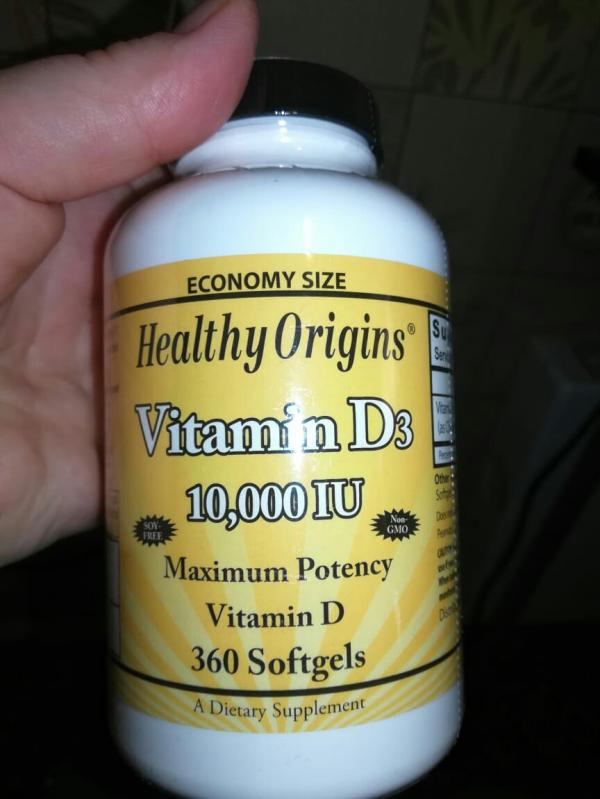 ECONOMY SIZE
Healthy Origins®
Vitamin D3
10,000 IU
SOY-
FREE
Non-
GMO
Maximum Potency
Vitamin D
360 Softgels
A Dietary Supplement
Other